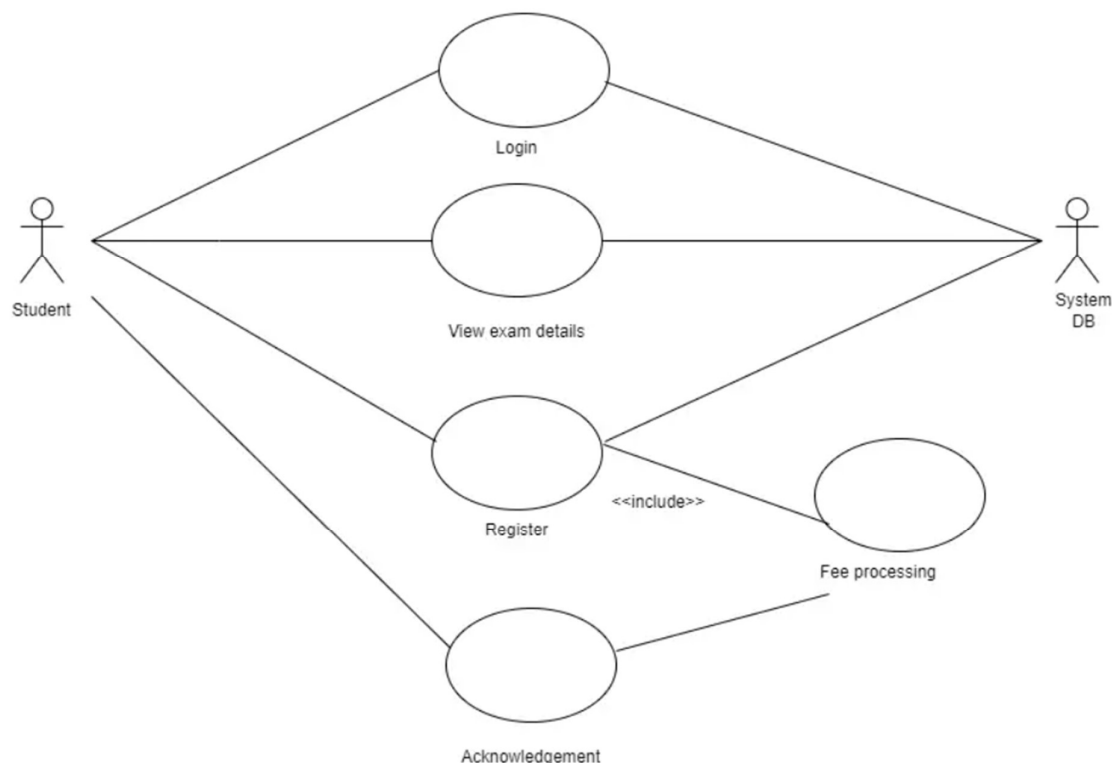 Login
Student
System
DB
View exam details
<<include>>
Register
Fee processing
Acknowledgement